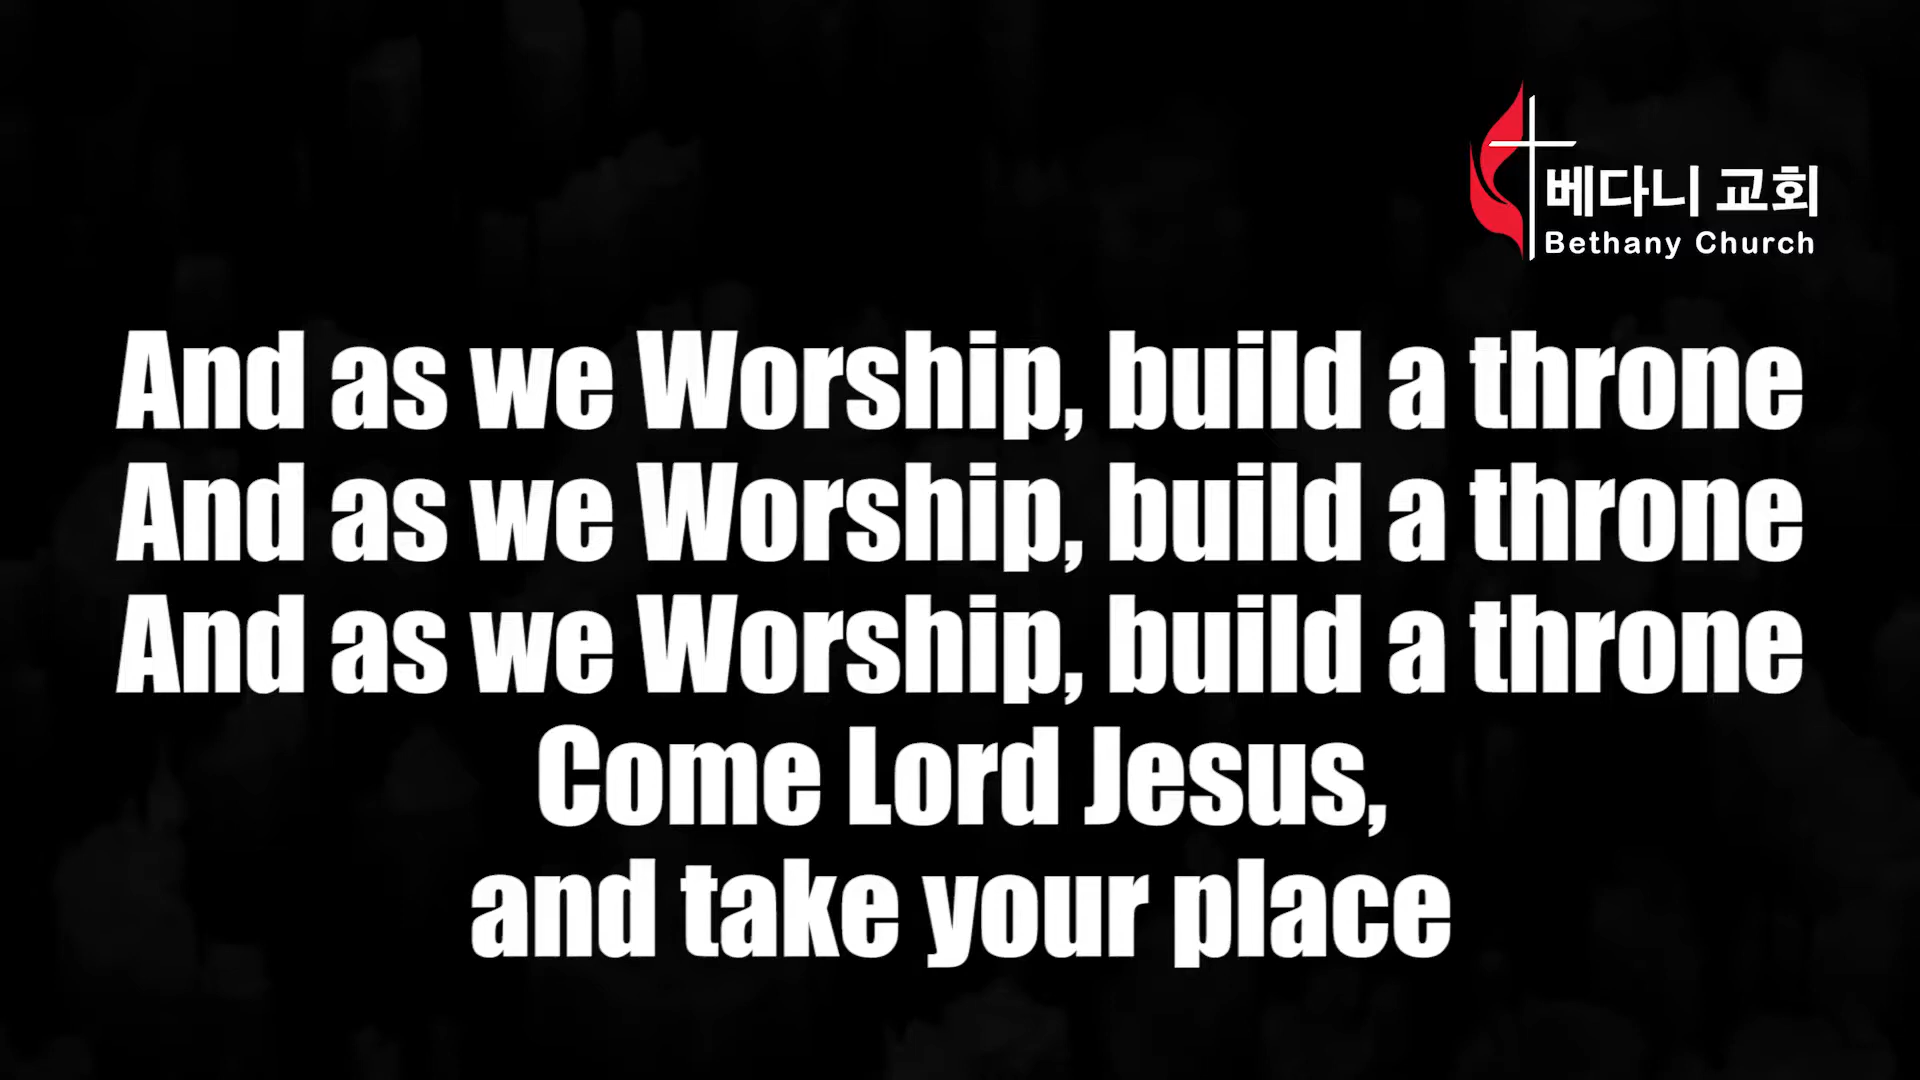 베다니 교회
Bethany Church
And as we Worship, build a throne
And as we Worship, build a throne
And as we Worship, build a throne
Come Lord Jesus,
and take your place